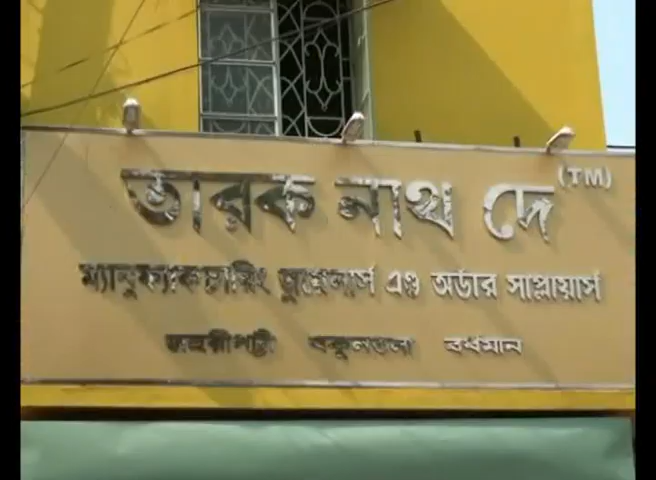 তারক নাথ দে (TM)
ম্যানুফ্যাকচারিং জুয়েলার্স এণ্ড অর্ডার সাপ্লায়ার্স
জহুরীপট্টি বকুলতলা বর্ধমান